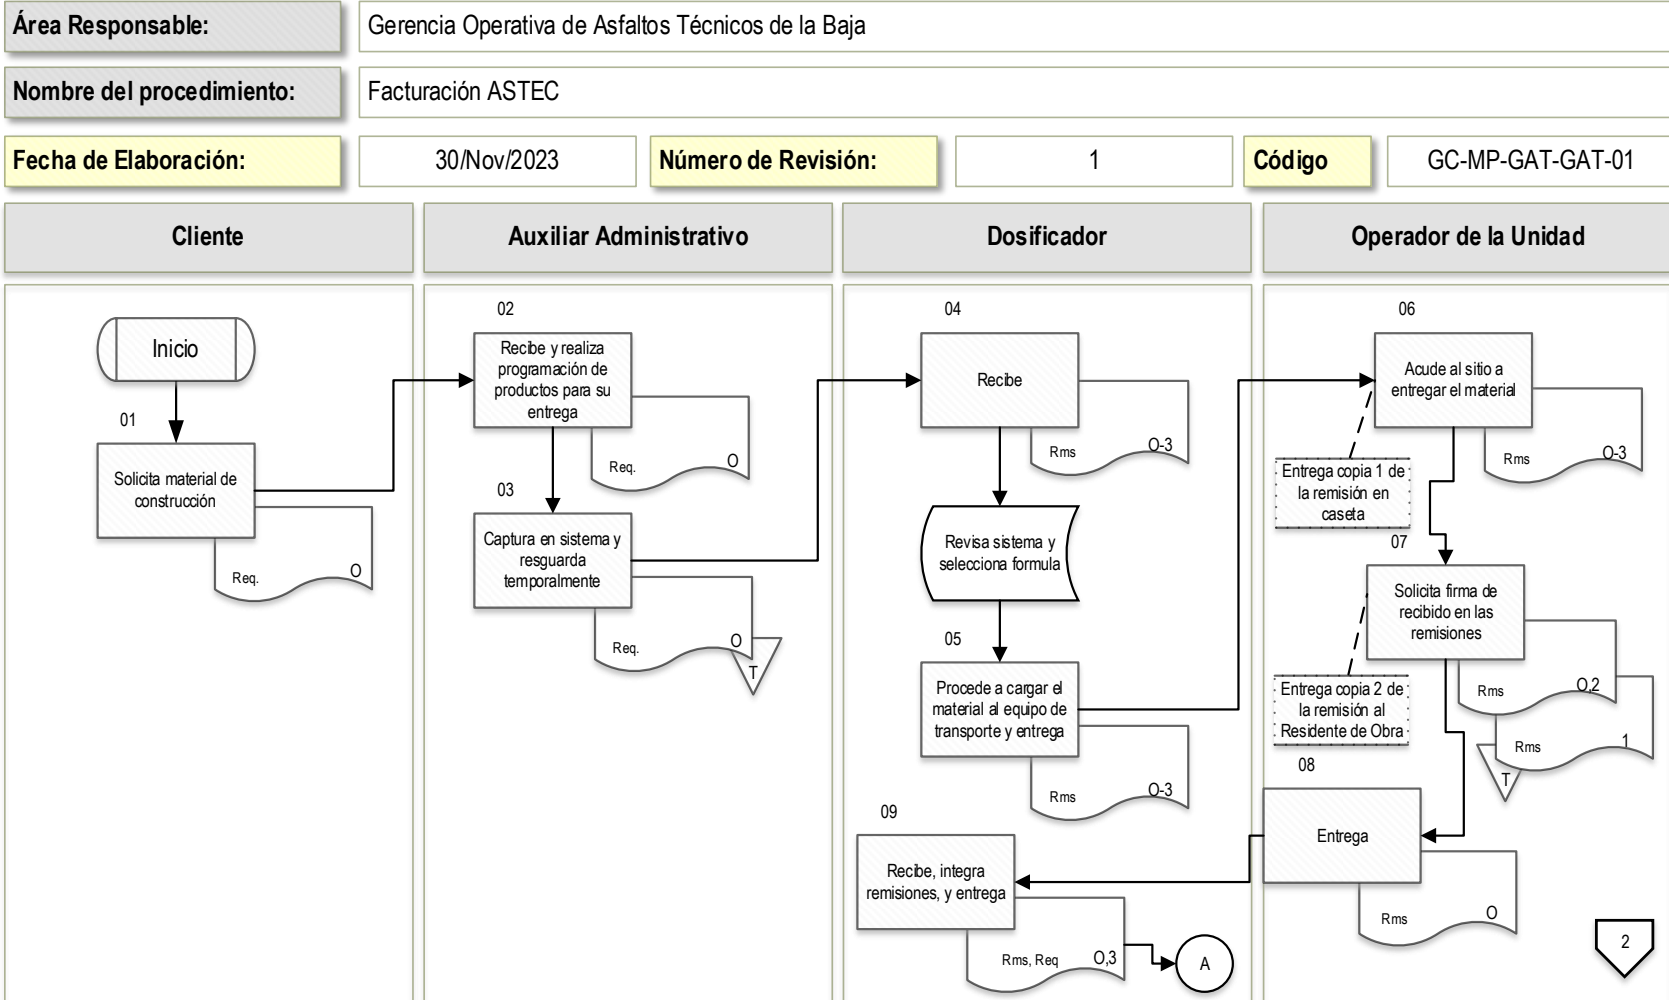 Área Responsable:
Gerencia Operativa de Asfaltos Técnicos de la Baja
Nombre del procedimiento:
Facturación ASTEC
Fecha de Elaboración:
30/Nov/2023
Número de Revisión:
1
Código
GC-MP-GAT-GAT-01
Cliente
Auxiliar Administrativo
Dosificador
Operador de la Unidad
Inicio
01
Solicita material de
construcción
Req.
O
02
Recibe y realiza
programación de
productos para su
entrega
Req.
O
03
Captura en sistema y
resguarda
temporalmente
Req.
O
T
04
Recibe
Rms
O-3
Revisa sistema y
selecciona formula
05
Procede a cargar el
material al equipo de
transporte y entrega
Rms
O-3
06
Acude al sitio a
entregar el material
Rms
O-3
Entrega copia 1 de
la remisión en
caseta
07
Solicita firma de
recibido en las
remisiones
Rms
O,2
Rms
1
T
Entrega copia 2 de
la remisión al
Residente de Obra
08
Entrega
Rms
O
09
Recibe, integra
remisiones, y entrega
Rms, Req
O,3
A
2